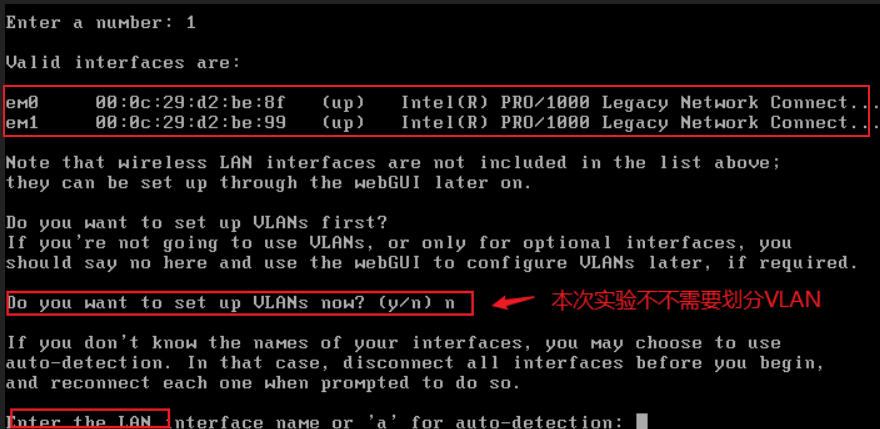 Enter a number: 1
Valid interfaces are:
em0 00:0c:29:d2:be:8f (up) Intel(R) PRO/1000 Legacy Network Connect...
em1 00:0c:29:d2:be:99 (up) Intel(R) PRO/1000 Legacy Network Connect...
Note that wireless LAN interfaces are not included in the list above;
they can be set up through the webGUI later on.
Do you want to set up VLANs first?
If you're not going to use VLANs, or only for optional interfaces, you
should say no here and use the webGUI to configure VLANs later, if required.
Do you want to set up VLANs now? (y/n) n 本次实验不不需要划分VLAN
If you don't know the names of your interfaces, you may choose to use
auto-detection. In that case, disconnect all interfaces before you begin,
and reconnect each one when prompted to do so.
Enter the LAN interface name or 'a' for auto-detection: